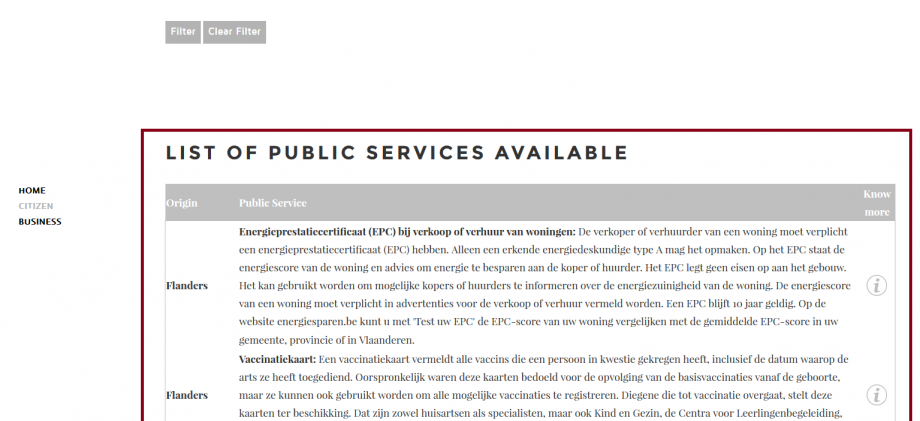 Filter Clear Filter
LIST OF PUBLIC SERVICES AVAILABLE
HOME
CITIZEN
BUSINESS
Origin Public Service Know more
Energieprestatiecertificaat (EPC) bij verkoop of verhuur van woningen: De verkoper of verhuurder van een woning moet verplicht
een energieprestatiecertificaat (EPC) hebben. Alleen een erkende energiedeskundige type A mag het opmaken. Op het EPC staat de
energiescore van de woning en advies om energie te besparen aan de koper of huurder. Het EPC legt geen eisen op aan het gebouw.
Flanders
Het kan gebruikt worden om mogelijke kopers of huurders te informeren over de energiezuinigheid van de woning. De energiescore
van een woning moet verplicht in advertenties voor de verkoop of verhuur vermeld worden. Een EPC blijft 10 jaar geldig. Op de
website energiesparen.be kunt u met 'Test uw EPC' de EPC-score van uw woning vergelijken met de gemiddelde EPC-score in uw
gemeente, provincie of in Vlaanderen.
Vaccinatiekaart: Een vaccinatiekaart vermeldt alle vaccins die een persoon in kwestie gekregen heeft, inclusief de datum waarop de
arts ze heeft toegediend. Oorspronkelijk waren deze kaarten bedoeld voor de opvolging van de basisvaccinaties vanaf de geboorte,
Flanders
maar ze kunnen ook gebruikt worden om alle mogelijke vaccinaties te registreren. Diegene die tot vaccinatie overgaat, stelt deze
kaarten ter beschikking. Dat zijn zowel huisartsen als specialisten, maar ook Kind en Gezin, de Centra voor Leerlingenbegeleiding,